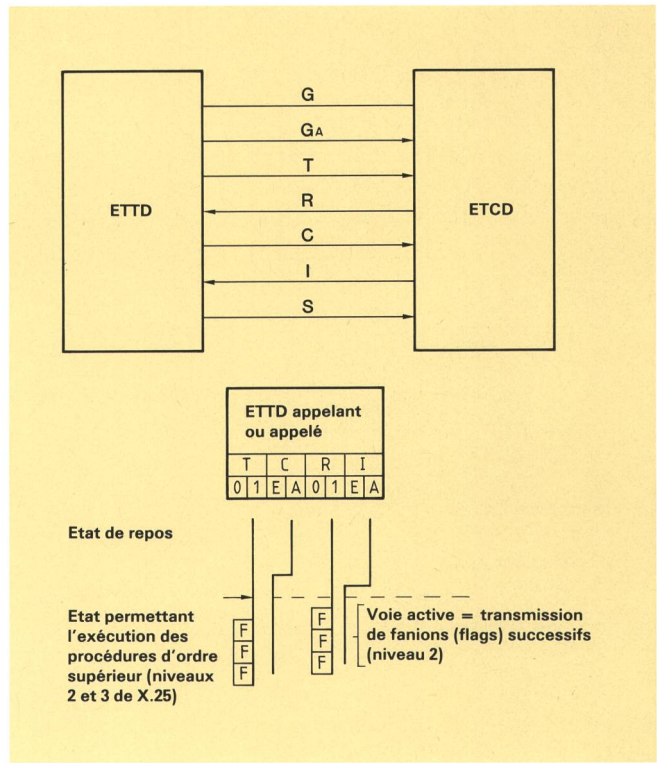 G
GA
T
R
C
I
S
ETTD
ETCD
ETTD appelant
ou appelé
T C R I
0 1 E A 0 1 E A
Etat de repos
Etat permettant
l'exécution des
procédures d'ordre
supérieur (niveaux
2 et 3 de X.25)
F
F
F
F
F
F
Voie active = transmission
de fanions (flags) successifs
(niveau 2)